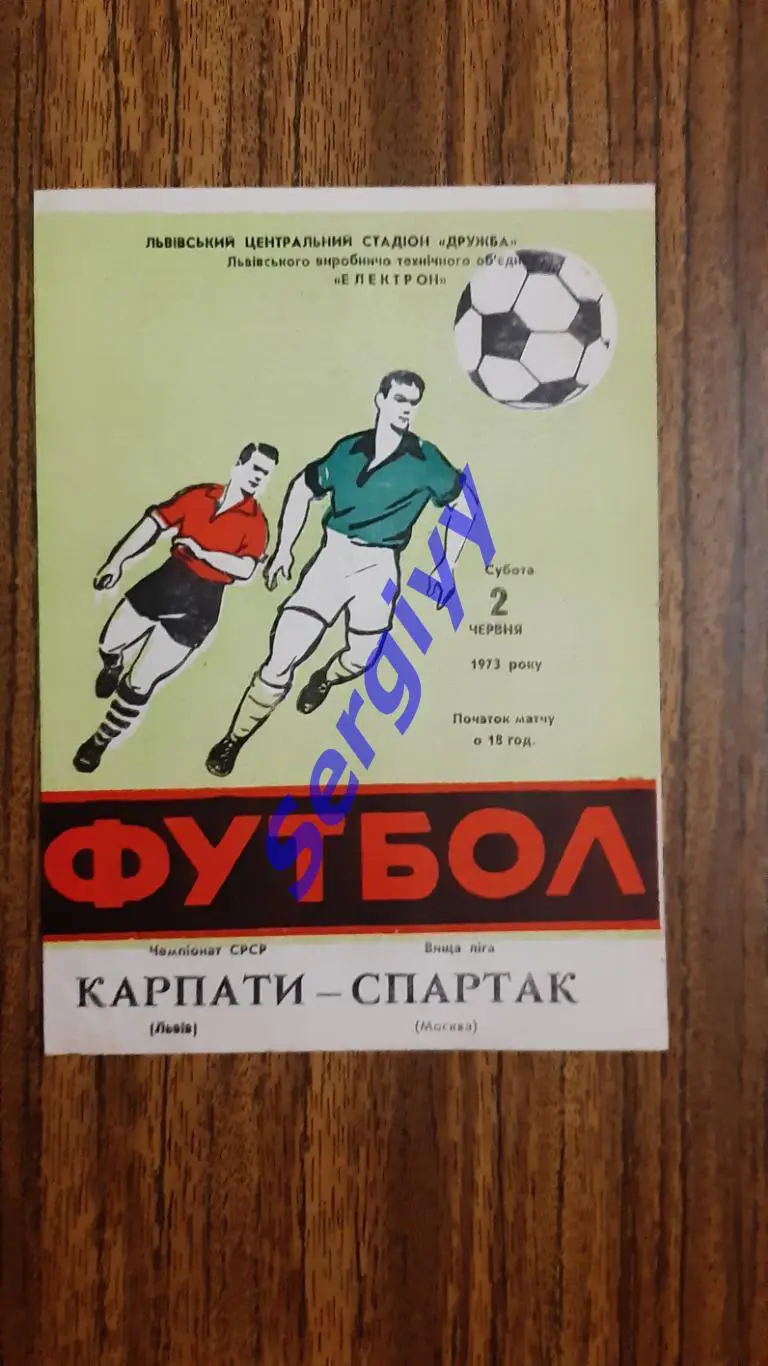 ЛЬВІВСЬКИЙ ЦЕНТРАЛЬНИЙ СТАДІОН «ДРУЖБА»
Львівського виробничо технічного об'єдн
«ЕЛЕКТРОН»
Субота
2
ЧЕРВНЯ
1973 року
Початок матчу
о 18 год.
Sergiyy
ФУТБОЛ
Чемпіонат СРСР Вища ліга
КАРПАТИ – СПАРТАК
(Львів) (Москва)